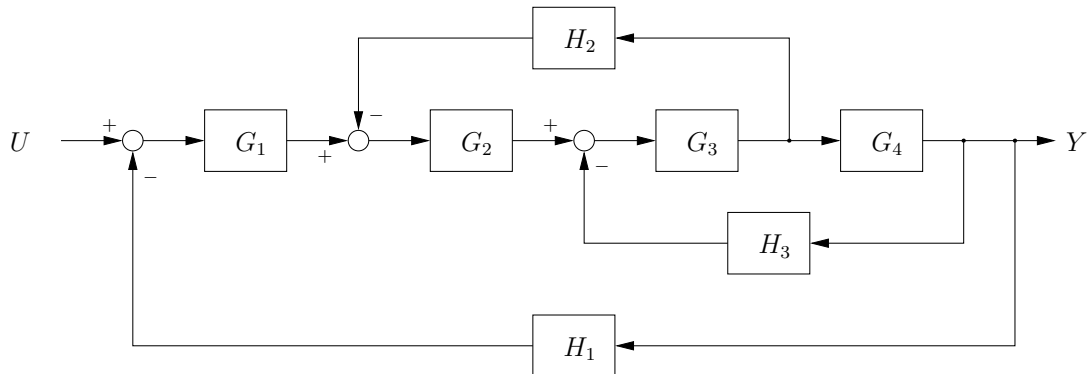 H₂
U + G₁ + − G₂ + G₃ G₄ Y
− −
H₃
H₁